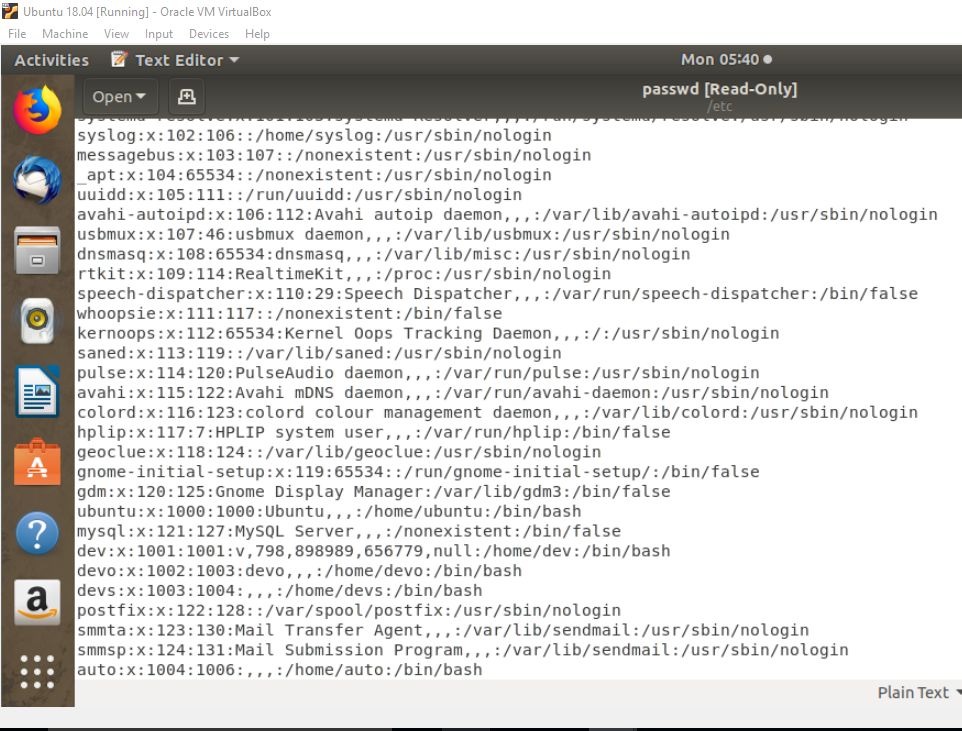 Ubuntu 18.04 [Running] - Oracle VM VirtualBox
File Machine View Input Devices Help
Activities Text Editor Mon 05:40
Open passwd [Read-Only]
/etc
systemd-resolve:x:101:103:systemd Resolver,,,:/run/systemd/resolve:/usr/sbin/nologin
syslog:x:102:106::/home/syslog:/usr/sbin/nologin
messagebus:x:103:107::/nonexistent:/usr/sbin/nologin
_apt:x:104:65534::/nonexistent:/usr/sbin/nologin
uuidd:x:105:111::/run/uuidd:/usr/sbin/nologin
avahi-autoipd:x:106:112:Avahi autoip daemon,,,:/var/lib/avahi-autoipd:/usr/sbin/nologin
usbmux:x:107:46:usbmux daemon,,,:/var/lib/usbmux:/usr/sbin/nologin
dnsmasq:x:108:65534:dnsmasq,,,:/var/lib/misc:/usr/sbin/nologin
rtkit:x:109:114:RealtimeKit,,,:/proc:/usr/sbin/nologin
speech-dispatcher:x:110:29:Speech Dispatcher,,,:/var/run/speech-dispatcher:/bin/false
whoopsie:x:111:117::/nonexistent:/bin/false
kernoops:x:112:65534:Kernel Oops Tracking Daemon,,,:/:/usr/sbin/nologin
saned:x:113:119::/var/lib/saned:/usr/sbin/nologin
pulse:x:114:120:PulseAudio daemon,,,:/var/run/pulse:/usr/sbin/nologin
avahi:x:115:122:Avahi mDNS daemon,,,:/var/run/avahi-daemon:/usr/sbin/nologin
colord:x:116:123:colord colour management daemon,,,:/var/lib/colord:/usr/sbin/nologin
hplip:x:117:7:HPLIP system user,,,:/var/run/hplip:/bin/false
geoclue:x:118:124::/var/lib/geoclue:/usr/sbin/nologin
gnome-initial-setup:x:119:65534::/run/gnome-initial-setup/:/bin/false
gdm:x:120:125:Gnome Display Manager:/var/lib/gdm3:/bin/false
ubuntu:x:1000:1000:Ubuntu,,,:/home/ubuntu:/bin/bash
mysql:x:121:127:MySQL Server,,,:/nonexistent:/bin/false
dev:x:1001:1001:v,798,898989,656779,null:/home/dev:/bin/bash
devo:x:1002:1003:devo,,,:/home/devo:/bin/bash
devs:x:1003:1004:,,,:/home/devs:/bin/bash
postfix:x:122:128::/var/spool/postfix:/usr/sbin/nologin
smmta:x:123:130:Mail Transfer Agent,,,:/var/lib/sendmail:/usr/sbin/nologin
smmsp:x:124:131:Mail Submission Program,,,:/var/lib/sendmail:/usr/sbin/nologin
auto:x:1004:1006:,,,:/home/auto:/bin/bash
Plain Text